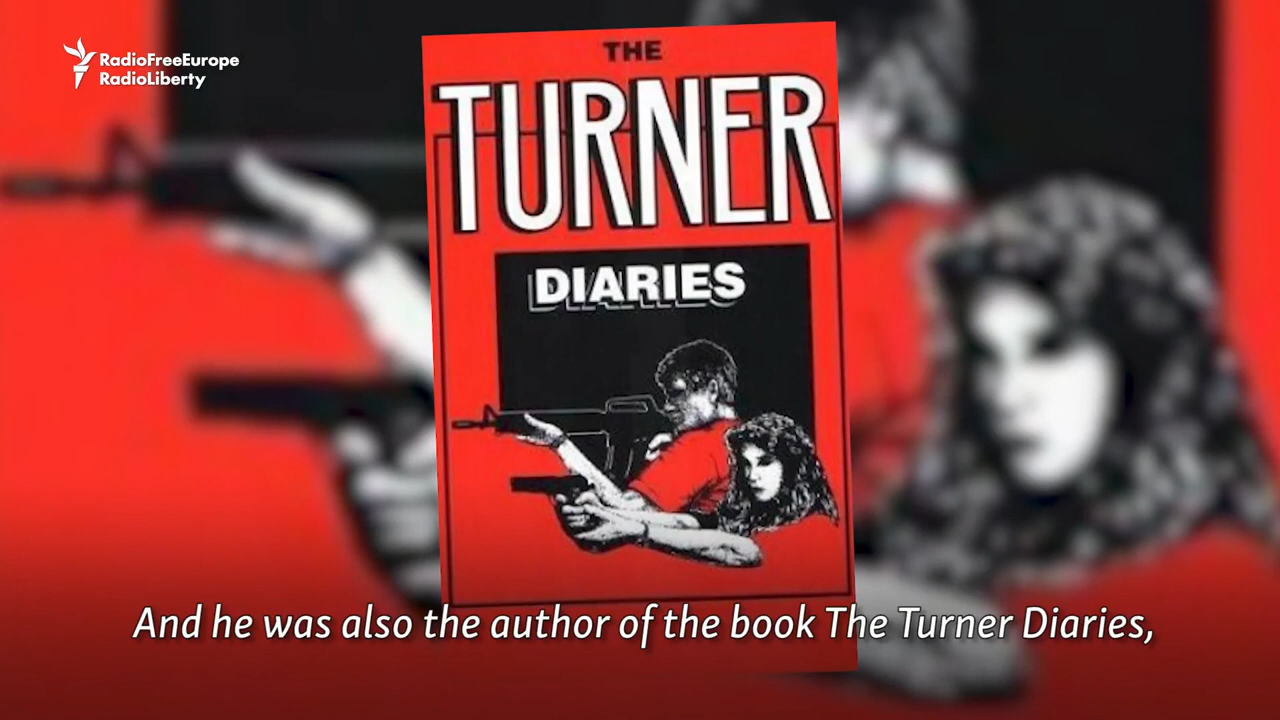 RadioFreeEurope
RadioLiberty
THE
TURNER
DIARIES
And he was also the author of the book The Turner Diaries,